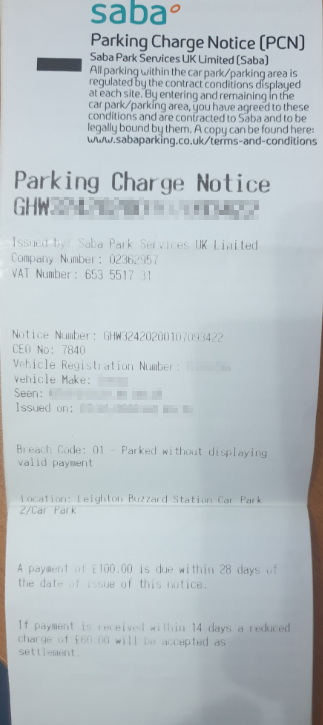 saba
Parking Charge Notice (PCN)
Saba Park Services UK Limited (Saba)
All parking within the car park/parking area is
regulated by the contract conditions displayed
at each site. By entering and remaining in the
car park/parking area, you have agreed to these
conditions and are contracted to Saba and to be
legally bound by them. A copy can be found here:
www.sabaparking.co.uk/terms-and-conditions
Parking Charge Notice
GHW
Issued by: Saba Park Services UK Limited
Company Number: 02362957
VAT Number: 653 5517 31
Notice Number: GHW32420200107093422
CEO No: 7840
Vehicle Registration Number:
Vehicle Make:
Seen:
Issued on:
Breach Code: 01 - Parked without displaying
valid payment
Location: Leighton Buzzard Station Car Park
2/Car Park
A payment of £100.00 is due within 28 days of
the date of issue of this notice.
If payment is received within 14 days a reduced
charge of £60.00 will be accepted as
settlement.